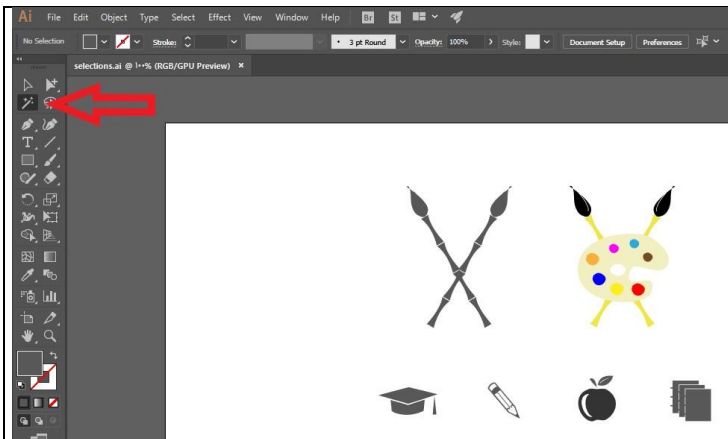 Ai File Edit Object Type Select Effect View Window Help Br St
No Selection Stroke: 3 pt Round Opacity: 100% Style: Document Setup Preferences
selections.ai @ ١٠٠% (RGB/GPU Preview) ×